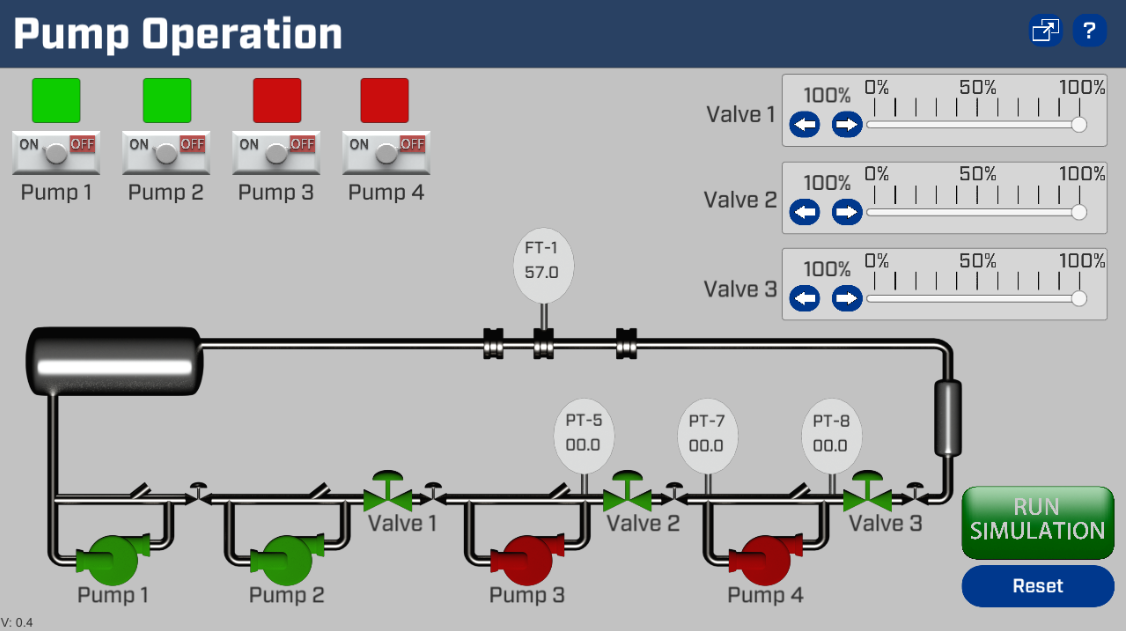 Pump Operation
?
ON OFF
ON OFF
ON OFF
ON OFF
Pump 1
Pump 2
Pump 3
Pump 4
Valve 1
100%
0% 50% 100%
Valve 2
100%
0% 50% 100%
Valve 3
100%
0% 50% 100%
FT-1
57.0
PT-5
00.0
PT-7
00.0
PT-8
00.0
Valve 1
Valve 2
Valve 3
Pump 1
Pump 2
Pump 3
Pump 4
RUN
SIMULATION
Reset
V: 0.4